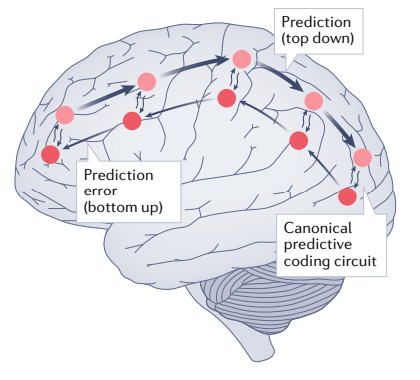 Prediction
(top down)
Prediction
error
(bottom up)
Canonical
predictive
coding circuit